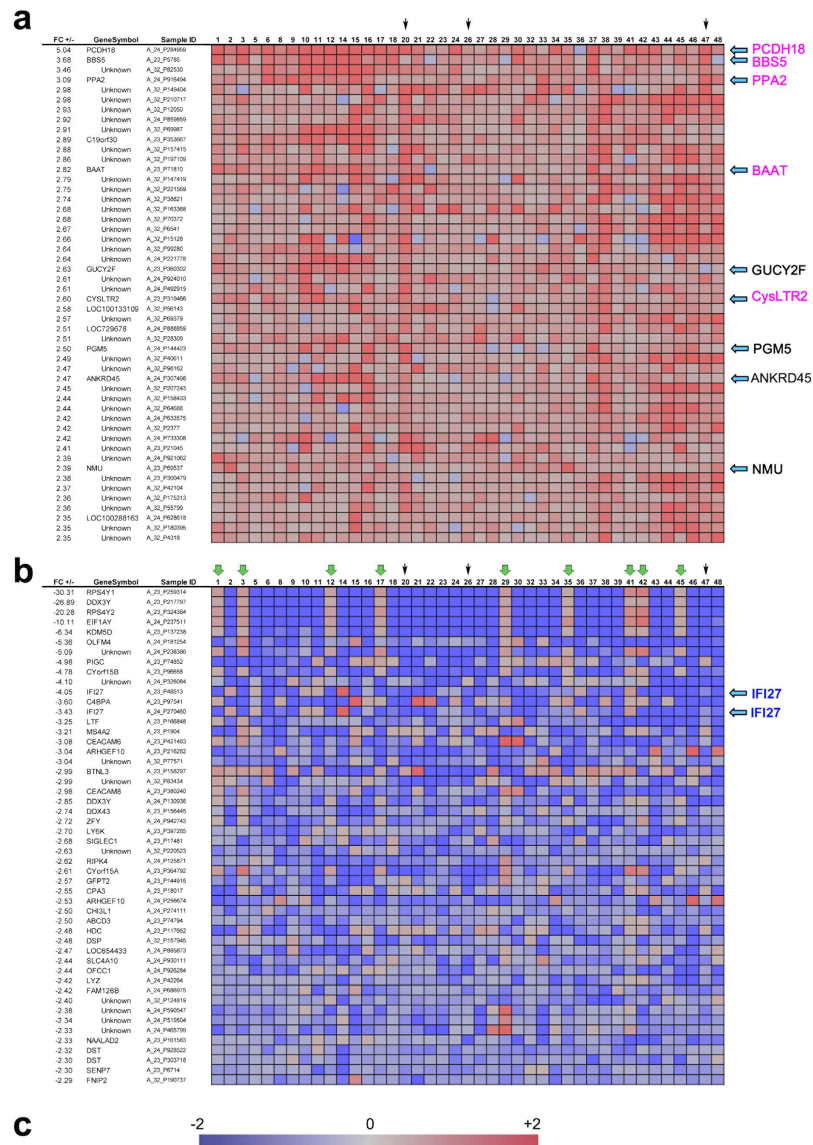 a
FC +/- GeneSymbol Sample ID 1 2 3 5 6 8 9 10 11 12 14 15 16 17 18 20 21 22 23 24 26 27 28 29 30 31 33 34 35 36 37 38 39 41 42 43 44 45 46 47 48
5.04 PCDH18 A_24_P284959 PCDH18
3.68 BBS5 A_23_P5785 BBS5
3.46 Unknown A_32_P62530
3.09 PPA2 A_24_P916494 PPA2
2.98 Unknown A_32_P149404
2.98 Unknown A_32_P210717
2.93 Unknown A_32_P12050
2.92 Unknown A_24_P859859
2.91 Unknown A_32_P69987
2.89 C19orf30 A_23_P353667
2.88 Unknown A_32_P157415
2.86 Unknown A_32_P197109
2.82 BAAT A_23_P71810 BAAT
2.79 Unknown A_32_P147419
2.75 Unknown A_32_P221569
2.74 Unknown A_32_P38821
2.68 Unknown A_32_P163368
2.68 Unknown A_32_P70372
2.67 Unknown A_32_P6541
2.66 Unknown A_32_P15128
2.64 Unknown A_32_P99280
2.64 Unknown A_24_P221778
2.63 GUCY2F A_23_P360302 GUCY2F
2.61 Unknown A_24_P924010
2.61 Unknown A_24_P492919
2.60 CYSLTR2 A_23_P319466 CysLTR2
2.58 LOC100133109 A_32_P56143
2.57 Unknown A_32_P69379
2.51 LOC729678 A_24_P888859
2.51 Unknown A_32_P28309
2.50 PGM5 A_24_P144423 PGM5
2.49 Unknown A_32_P40611
2.47 Unknown A_32_P98162
2.47 ANKRD45 A_24_P307498 ANKRD45
2.45 Unknown A_32_P207243
2.44 Unknown A_32_P158433
2.44 Unknown A_32_P64688
2.42 Unknown A_24_P633575
2.42 Unknown A_32_P2377
2.42 Unknown A_24_P733308
2.41 Unknown A_23_P21045
2.39 Unknown A_24_P921062
2.39 NMU A_23_P69537 NMU
2.38 Unknown A_23_P300479
2.37 Unknown A_32_P42104
2.36 Unknown A_32_P175313
2.36 Unknown A_32_P55799
2.35 LOC100288163 A_24_P628618
2.35 Unknown A_32_P180395
2.35 Unknown A_32_P4318
b
FC +/- GeneSymbol Sample ID 1 2 3 5 6 8 9 10 11 12 14 15 16 17 18 20 21 22 23 24 26 27 28 29 30 31 33 34 35 36 37 38 39 41 42 43 44 45 46 47 48
-30.31 RPS4Y1 A_23_P259314
-26.89 DDX3Y A_23_P217797
-20.28 RPS4Y2 A_23_P324384
-10.11 EIF1AY A_24_P237511
-6.34 KDM5D A_23_P137238
-5.36 OLFM4 A_24_P181254
-5.09 Unknown A_24_P238386
-4.98 PIGC A_23_P74852
-4.78 CYorf15B A_23_P96658
-4.10 Unknown A_24_P326084
-4.05 IFI27 A_23_P48513 IFI27
-3.60 C4BPA A_23_P97541
-3.43 IFI27 A_24_P270460 IFI27
-3.25 LTF A_23_P166848
-3.21 MS4A2 A_23_P1904
-3.08 CEACAM6 A_23_P421483
-3.04 ARHGEF10 A_23_P216282
-3.04 Unknown A_32_P77571
-2.99 BTNL3 A_23_P158297
-2.99 Unknown A_32_P83434
-2.98 CEACAM8 A_23_P380240
-2.85 DDX3Y A_24_P130938
-2.74 DDX43 A_23_P156445
-2.72 ZFY A_24_P942743
-2.70 LY6K A_23_P397285
-2.68 SIGLEC1 A_23_P17481
-2.63 Unknown A_32_P220523
-2.62 RIPK4 A_24_P125871
-2.61 CYorf15A A_23_P364792
-2.57 GFPT2 A_23_P144916
-2.55 CPA3 A_23_P18017
-2.53 ARHGEF10 A_24_P256674
-2.50 CHI3L1 A_24_P274111
-2.50 ABCD3 A_23_P74794
-2.48 HDC A_23_P117662
-2.48 DSP A_32_P157945
-2.47 LOC654433 A_24_P885873
-2.44 SLC4A10 A_24_P930111
-2.44 OFCC1 A_24_P926284
-2.42 LYZ A_24_P42264
-2.42 FAM126B A_24_P686975
-2.40 Unknown A_32_P124819
-2.38 Unknown A_24_P590547
-2.34 Unknown A_24_P519504
-2.33 Unknown A_24_P465799
-2.33 NAALAD2 A_23_P161583
-2.32 DST A_24_P928522
-2.30 DST A_23_P303718
-2.30 SENP7 A_23_P6714
-2.29 FNIP2 A_32_P190737
c
-2 0 +2